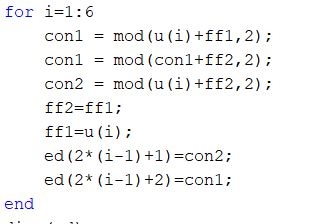 for i=1:6
con1 = mod(u(i)+ff1,2);
con1 = mod(con1+ff2,2);
con2 = mod(u(i)+ff2,2);
ff2=ff1;
ff1=u(i);
ed(2*(i-1)+1)=con2;
ed(2*(i-1)+2)=con1;
end